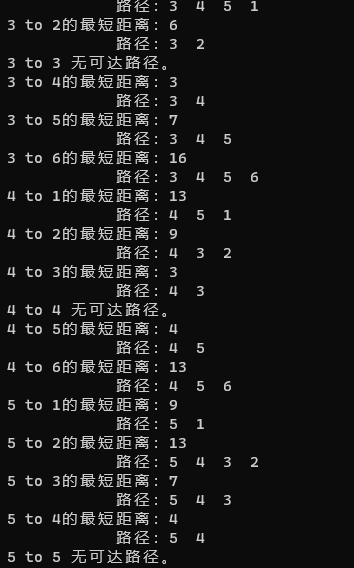 路径: 3 4 5 1
3 to 2的最短距离: 6
路径: 3 2
3 to 3 无可达路径。
3 to 4的最短距离: 3
路径: 3 4
3 to 5的最短距离: 7
路径: 3 4 5
3 to 6的最短距离: 16
路径: 3 4 5 6
4 to 1的最短距离: 13
路径: 4 5 1
4 to 2的最短距离: 9
路径: 4 3 2
4 to 3的最短距离: 3
路径: 4 3
4 to 4 无可达路径。
4 to 5的最短距离: 4
路径: 4 5
4 to 6的最短距离: 13
路径: 4 5 6
5 to 1的最短距离: 9
路径: 5 1
5 to 2的最短距离: 13
路径: 5 4 3 2
5 to 3的最短距离: 7
路径: 5 4 3
5 to 4的最短距离: 4
路径: 5 4
5 to 5 无可达路径。